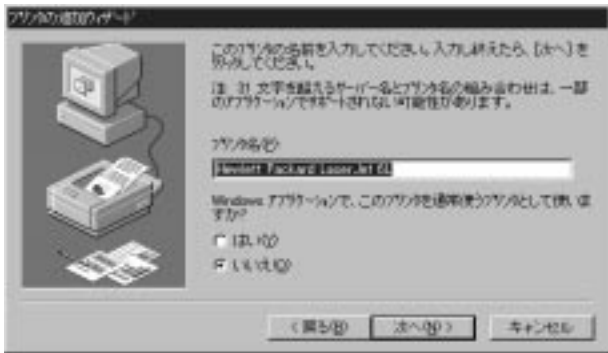 プリンタの追加ウィザード
このプリンタの名前を入力してください。入力し終えたら、[次へ] を
クリックしてください。
注: 31 文字を超えるサーバー名とプリンタ名の組み合わせは、一部
のアプリケーションでサポートされない可能性があります。
プリンタ名(P):
Hewlett Packard LaserJet 6L
Windows アプリケーションで、このプリンタを通常使うプリンタとして使いま
すか?
はい(Y)
いいえ(O)
< 戻る(B)
次へ(N) >
キャンセル